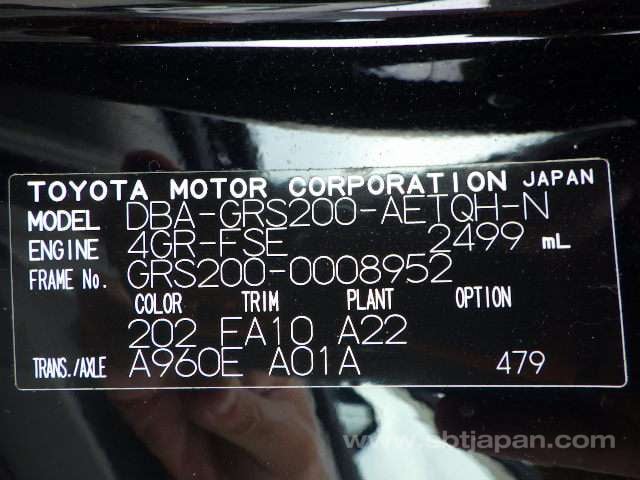 TOYOTA MOTOR CORPORATION JAPAN
MODEL DBA-GRS200-AETQH-N
ENGINE 4GR-FSE 2499 mL
FRAME No. GRS200-0008952
COLOR TRIM PLANT OPTION
202 FA10 A22
TRANS./AXLE A960E A01A 479
www.sbtjapan.com